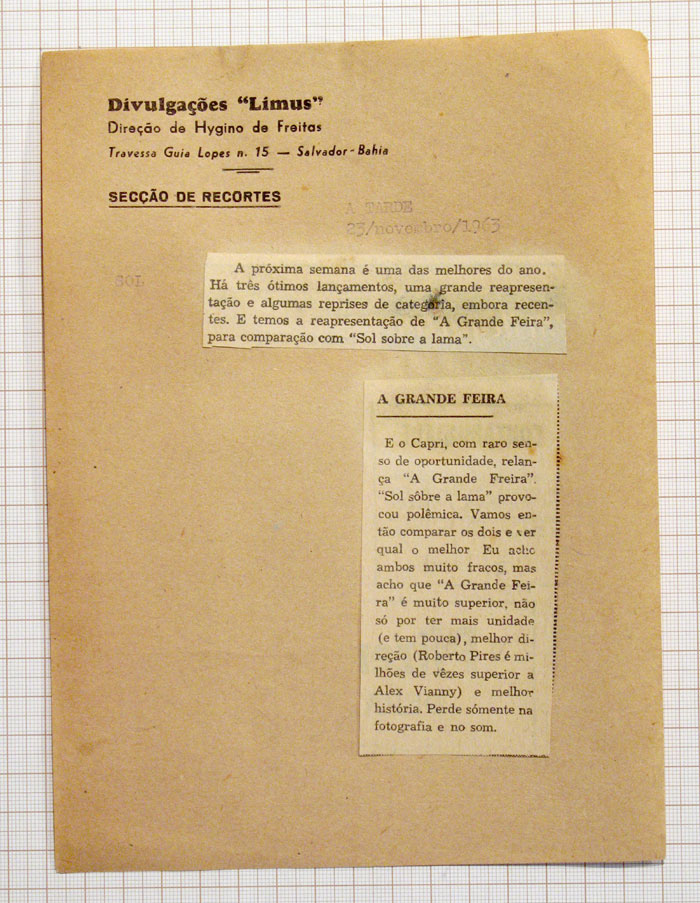 Divulgações “Limus”
Direção de Hygino de Freitas
Travessa Guia Lopes n. 15 — Salvador-Bahia
SECÇÃO DE RECORTES
A TARDE
23/novembro/1963
SOL
A próxima semana é uma das melhores do ano.
Há três ótimos lançamentos, uma grande reapresen-
tação e algumas reprises de categoria, embora recen-
tes. E temos a reapresentação de “A Grande Feira”,
para comparação com “Sol sobre a lama”.
A GRANDE FEIRA
E o Capri, com raro sen-
so de oportunidade, relan-
ça “A Grande Freira”.
“Sol sôbre a lama” provo-
cou polêmica. Vamos en-
tão comparar os dois e ver
qual o melhor Eu acho
ambos muito fracos, mas
acho que “A Grande Fei-
ra” é muito superior, não
só por ter mais unidade
(e tem pouca), melhor di-
reção (Roberto Pires é mi-
lhões de vêzes superior a
Alex Vianny) e melhor
história. Perde sómente na
fotografia e no som.